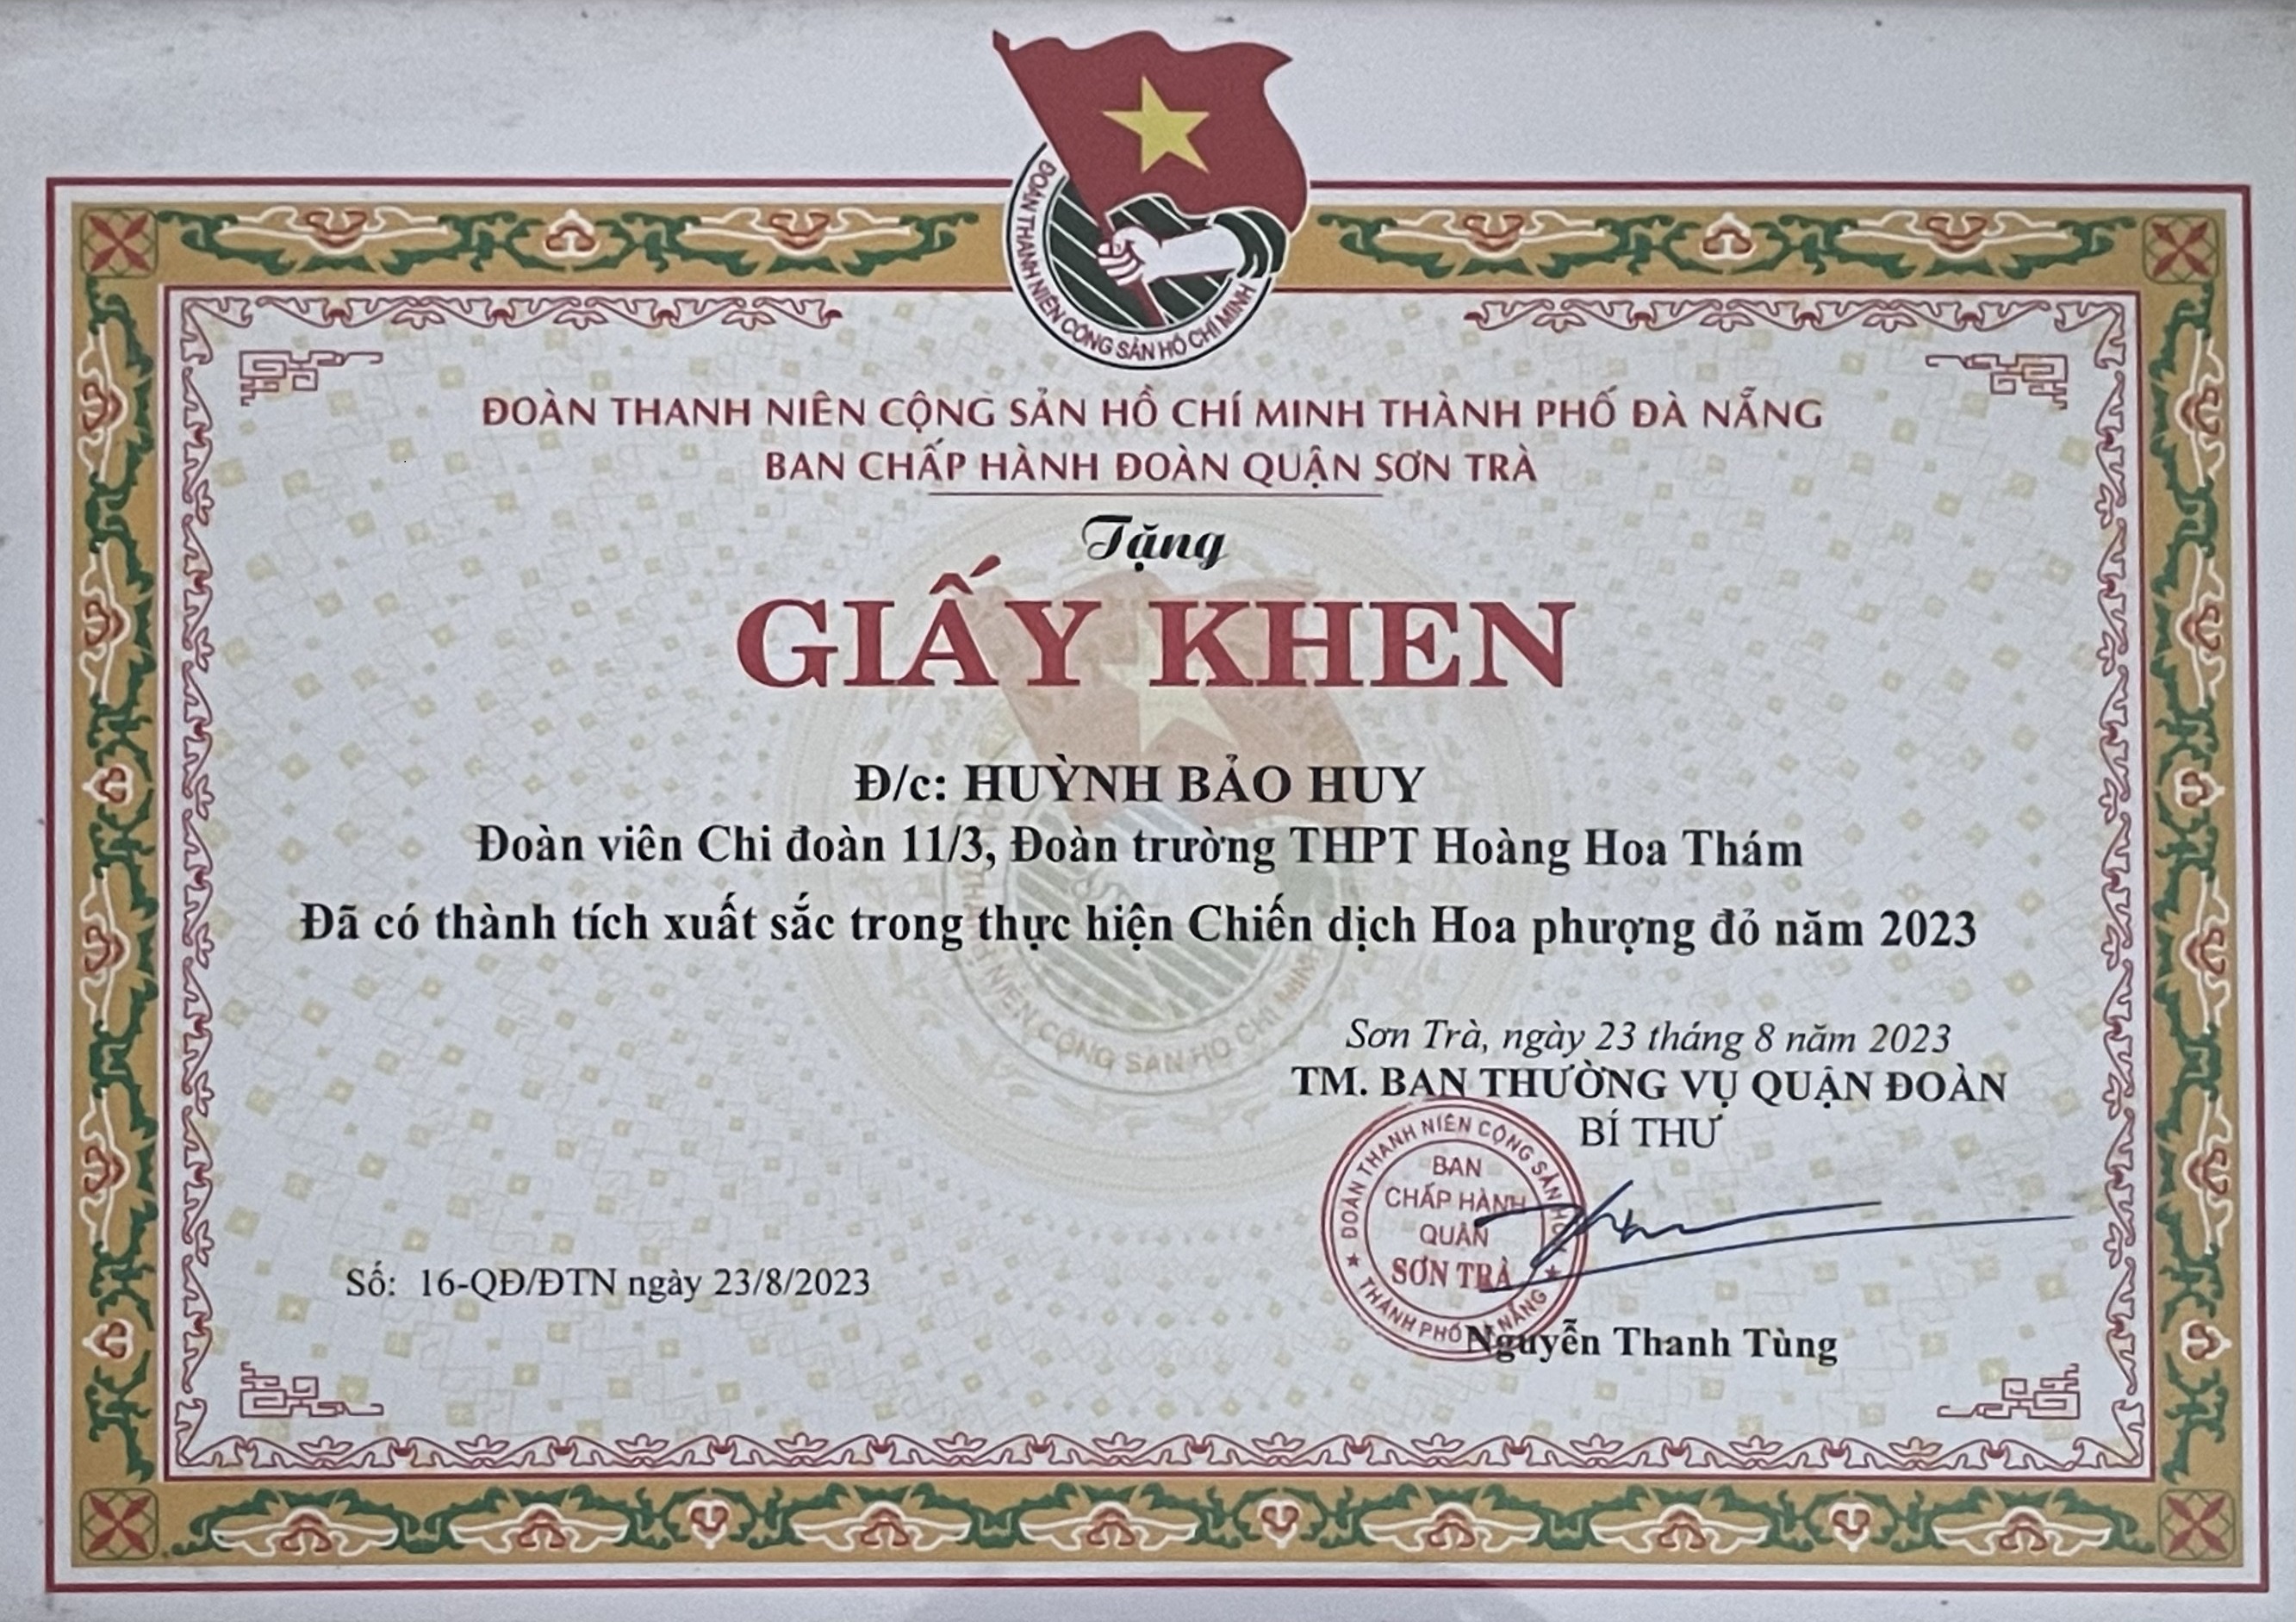 ĐOÀN THANH NIÊN CỘNG SẢN HỒ CHÍ MINH
ĐOÀN THANH NIÊN CỘNG SẢN HỒ CHÍ MINH THÀNH PHỐ ĐÀ NẴNG
BAN CHẤP HÀNH ĐOÀN QUẬN SƠN TRÀ
Tặng
GIẤY KHEN
Đ/c: HUỲNH BẢO HUY
Đoàn viên Chi đoàn 11/3, Đoàn trường THPT Hoàng Hoa Thám
Đã có thành tích xuất sắc trong thực hiện Chiến dịch Hoa phượng đỏ năm 2023
THANH NIÊN CỘNG SẢN HỒ CHÍ MINH
Sơn Trà, ngày 23 tháng 8 năm 2023
TM. BAN THƯỜNG VỤ QUẬN ĐOÀN
BÍ THƯ
ĐOÀN THANH NIÊN CỘNG SẢN
BAN
CHẤP HÀNH
QUẬN
SƠN TRÀ
THÀNH PHỐ ĐÀ NẴNG
Số: 16-QĐ/ĐTN ngày 23/8/2023
Nguyễn Thanh Tùng